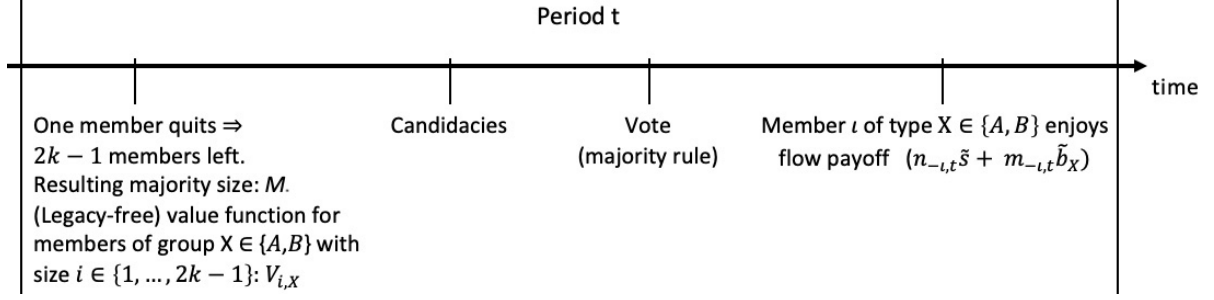 Period t
time
One member quits ⇒
2k − 1 members left.
Resulting majority size: M.
(Legacy-free) value function for
members of group X ∈ {A,B} with
size i ∈ {1, ..., 2k − 1}: V_{i,X}
Candidacies
Vote
(majority rule)
Member ι of type X ∈ {A, B} enjoys
flow payoff (n_{−ι,t}s̃ + m_{−ι,t}b̃_X)